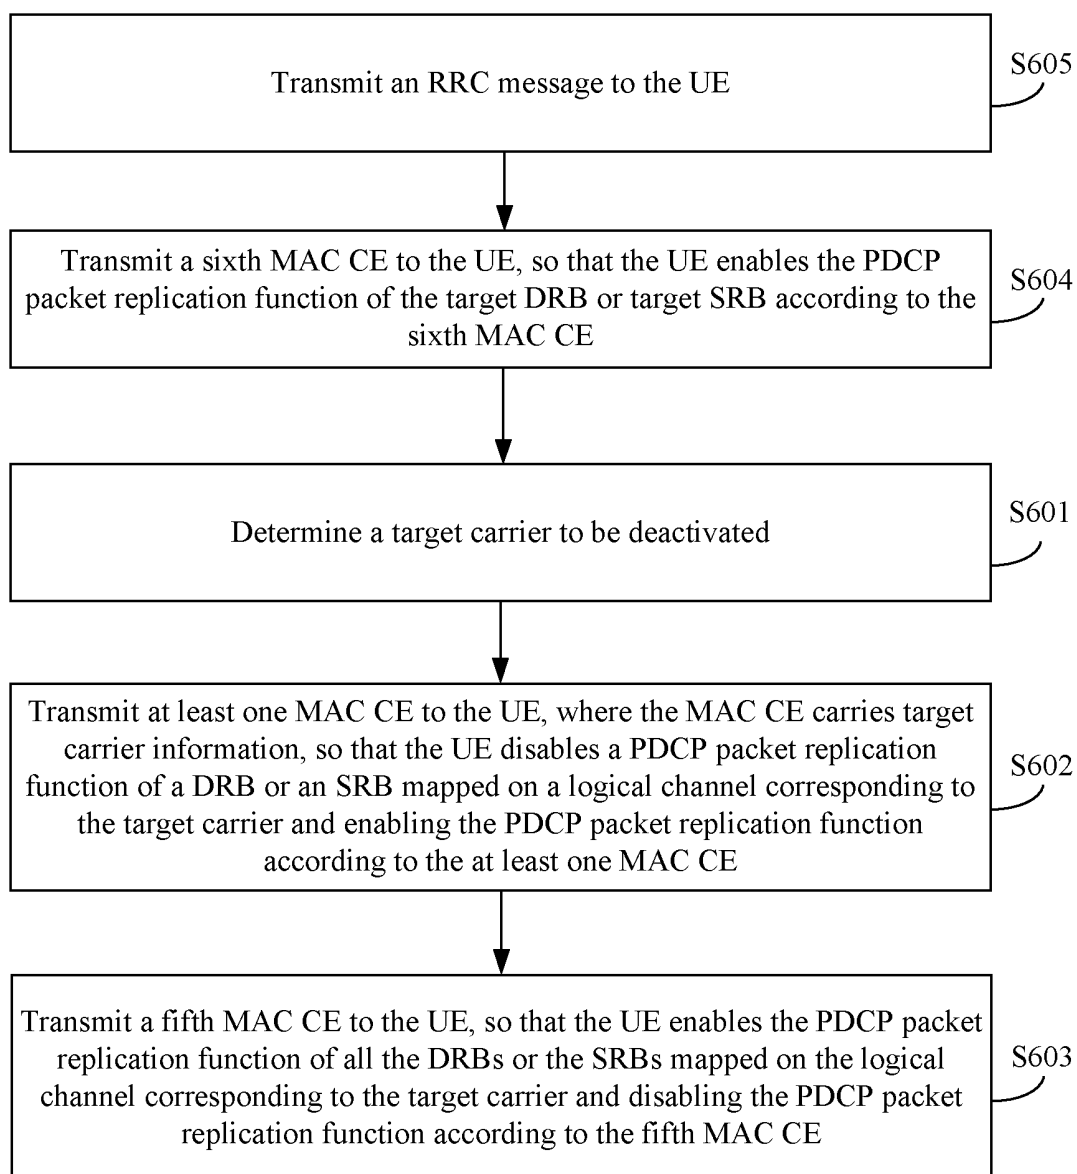 Transmit an RRC message to the UE
S605
Transmit a sixth MAC CE to the UE, so that the UE enables the PDCP
packet replication function of the target DRB or target SRB according to the
sixth MAC CE
S604
Determine a target carrier to be deactivated
S601
Transmit at least one MAC CE to the UE, where the MAC CE carries target
carrier information, so that the UE disables a PDCP packet replication
function of a DRB or an SRB mapped on a logical channel corresponding to
the target carrier and enabling the PDCP packet replication function
according to the at least one MAC CE
S602
Transmit a fifth MAC CE to the UE, so that the UE enables the PDCP packet
replication function of all the DRBs or the SRBs mapped on the logical
channel corresponding to the target carrier and disabling the PDCP packet
replication function according to the fifth MAC CE
S603